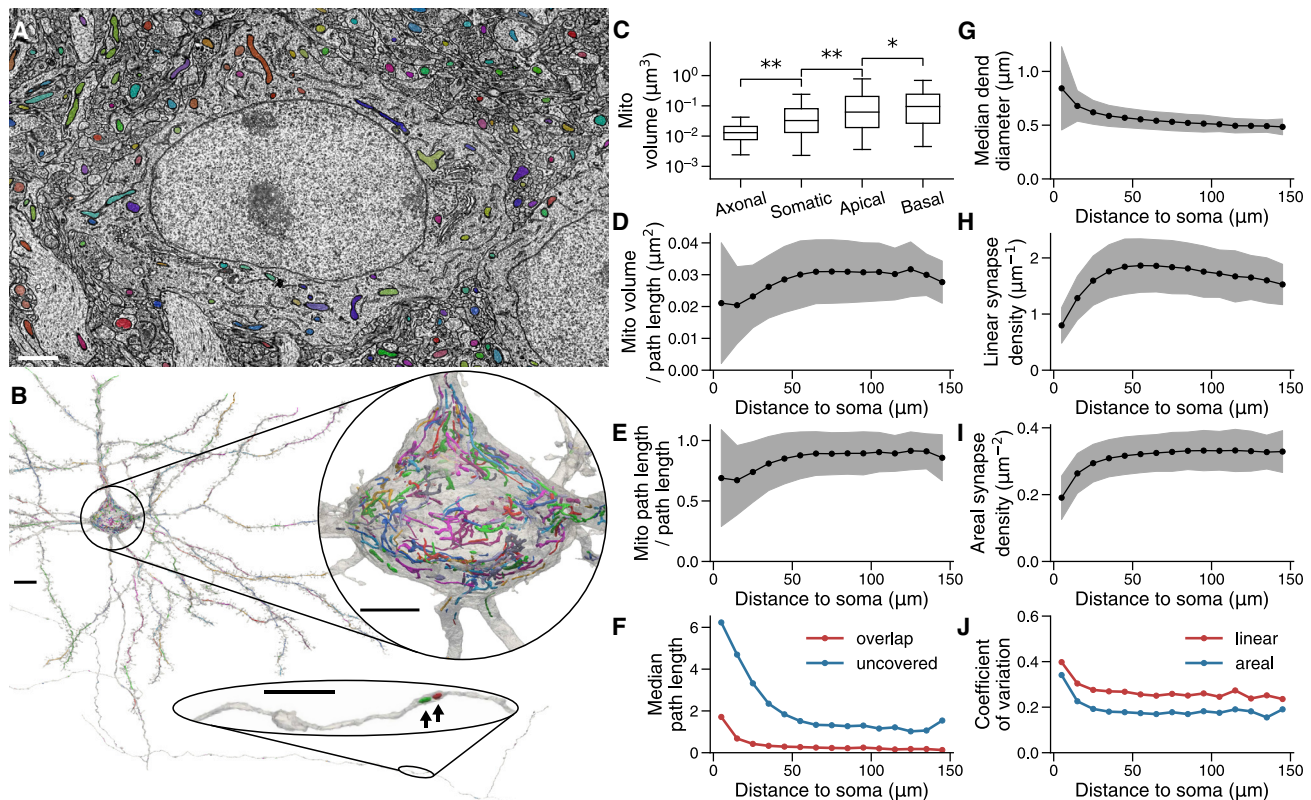 A
B
C
Mito
volume (μm³)
10⁰
10⁻¹
10⁻²
10⁻³
**
**
*
Axonal
Somatic
Apical
Basal
D
Mito volume
/ path length (μm²)
0.04
0.03
0.02
0.01
0.00
0
50
100
150
Distance to soma (μm)
E
Mito path length
/ path length
1.0
0.5
0.0
0
50
100
150
Distance to soma (μm)
F
Median
path length
6
4
2
0
overlap
uncovered
0
50
100
150
Distance to soma (μm)
G
Median dend
diameter (μm)
1.0
0.5
0.0
0
50
100
150
Distance to soma (μm)
H
Linear synapse
density (μm⁻¹)
2
1
0
0
50
100
150
Distance to soma (μm)
I
Areal synapse
density (μm⁻²)
0.4
0.2
0.0
0
50
100
150
Distance to soma (μm)
J
Coefficient
of variation
0.6
0.4
0.2
0.0
linear
areal
0
50
100
150
Distance to soma (μm)